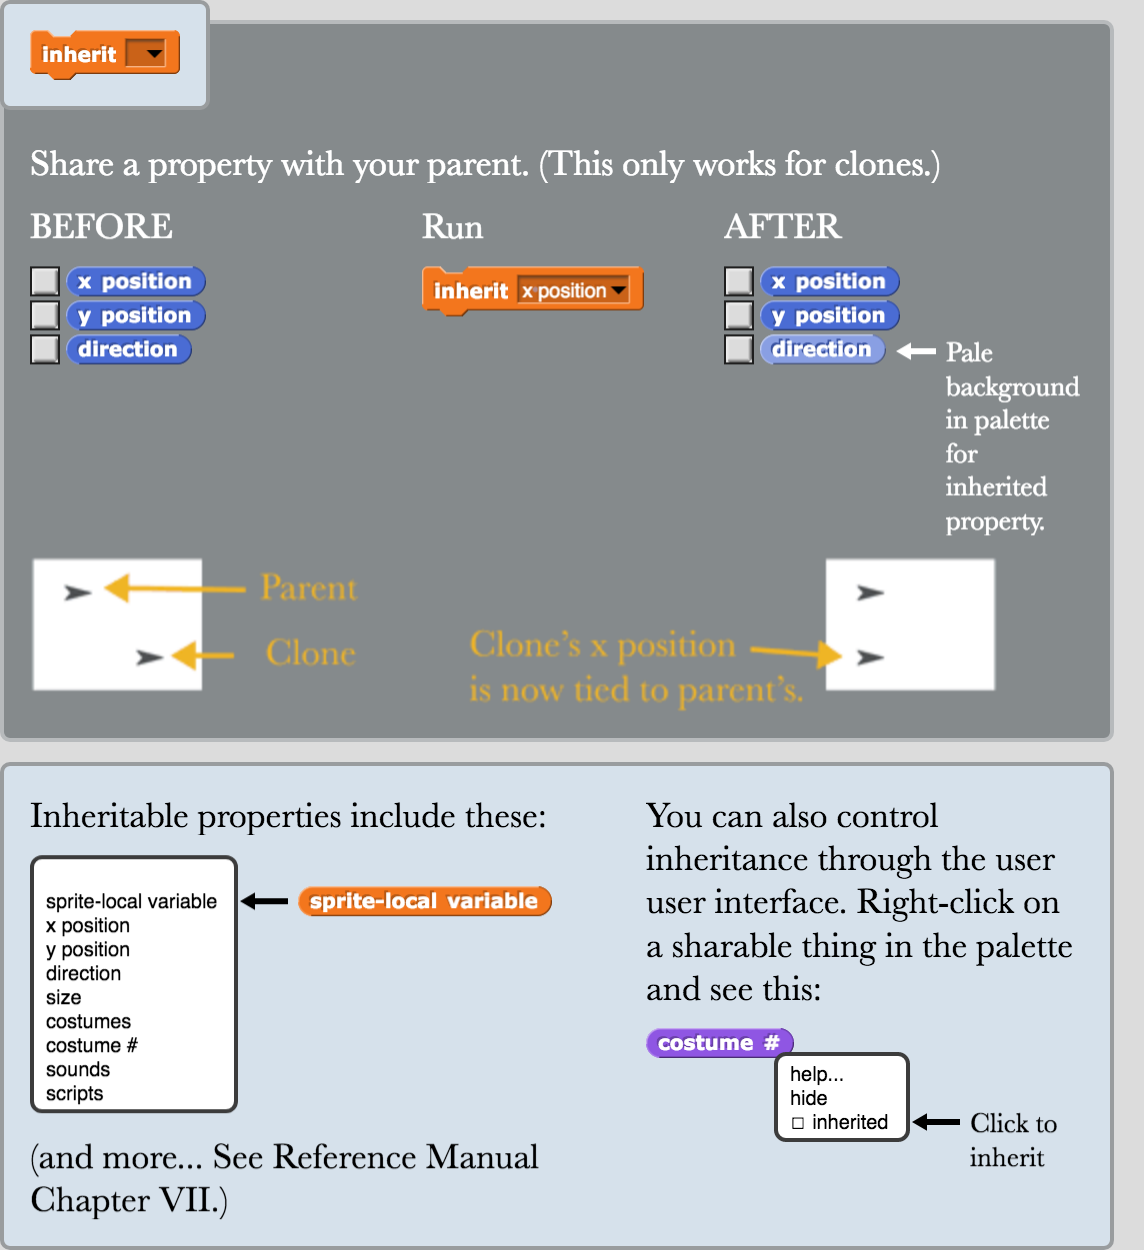 inherit
Share a property with your parent. (This only works for clones.)
BEFORE
x position
y position
direction
Run
inherit x position
AFTER
x position
y position
direction
Pale
background
in palette
for
inherited
property.
Parent
Clone
Clone’s x position
is now tied to parent’s.
Inheritable properties include these:
sprite-local variable
x position
y position
direction
size
costumes
costume #
sounds
scripts
sprite-local variable
(and more... See Reference Manual
Chapter VII.)
You can also control
inheritance through the user
user interface. Right-click on
a sharable thing in the palette
and see this:
costume #
help...
hide
inherited
Click to
inherit